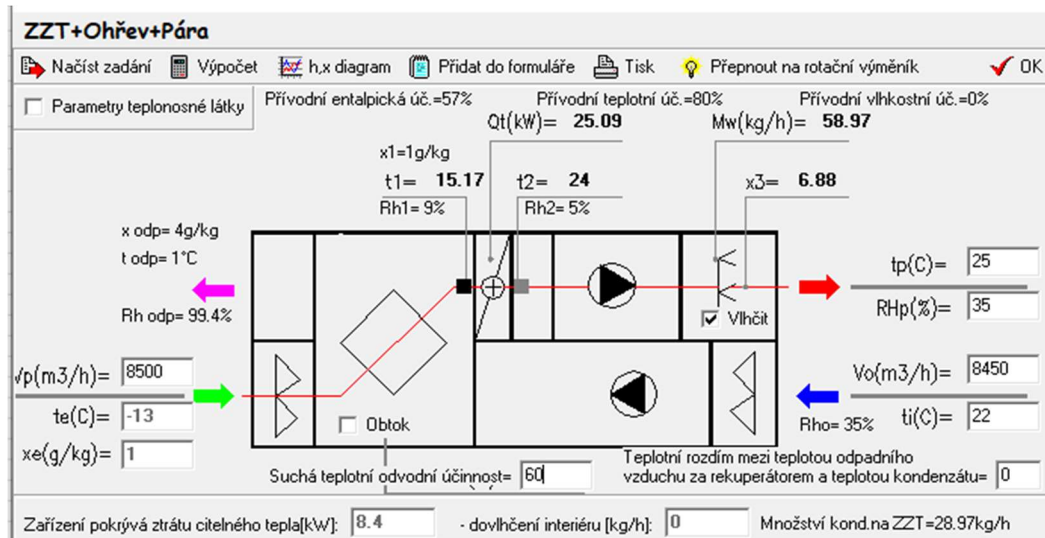 ZZT+Ohřev+Pára
Načíst zadání Výpočet h,x diagram Přidat do formuláře Tisk Přepnout na rotační výměník OK
Parametry teplonosné látky Přívodní entalpická úč.=57% Přívodní teplotní úč.=80% Přívodní vlhkostní úč.=0%
Qt(kW)= 25.09 Mw(kg/h)= 58.97
x1=1g/kg
t1= 15.17 t2= 24 x3= 6.88
Rh1= 9% Rh2= 5%
x odp= 4g/kg
t odp= 1°C
tp(C)= 25
Rh odp= 99.4%
RHp(%)= 35
Vlhčit
Vp(m3/h)= 8500
Vo(m3/h)= 8450
te(C)= -13
Obtok
Rho= 35% ti(C)= 22
xe(g/kg)= 1
Suchá teplotní odvodní účinnost= 60
Teplotní rozdím mezi teplotou odpadního
vzduchu za rekuperátorem a teplotou kondenzátu= 0
Zařízení pokrývá ztrátu citelného tepla[kW]: 8.4 - dovlhčení interiéru [kg/h]: 0 Množství kond.na ZZT=28.97kg/h